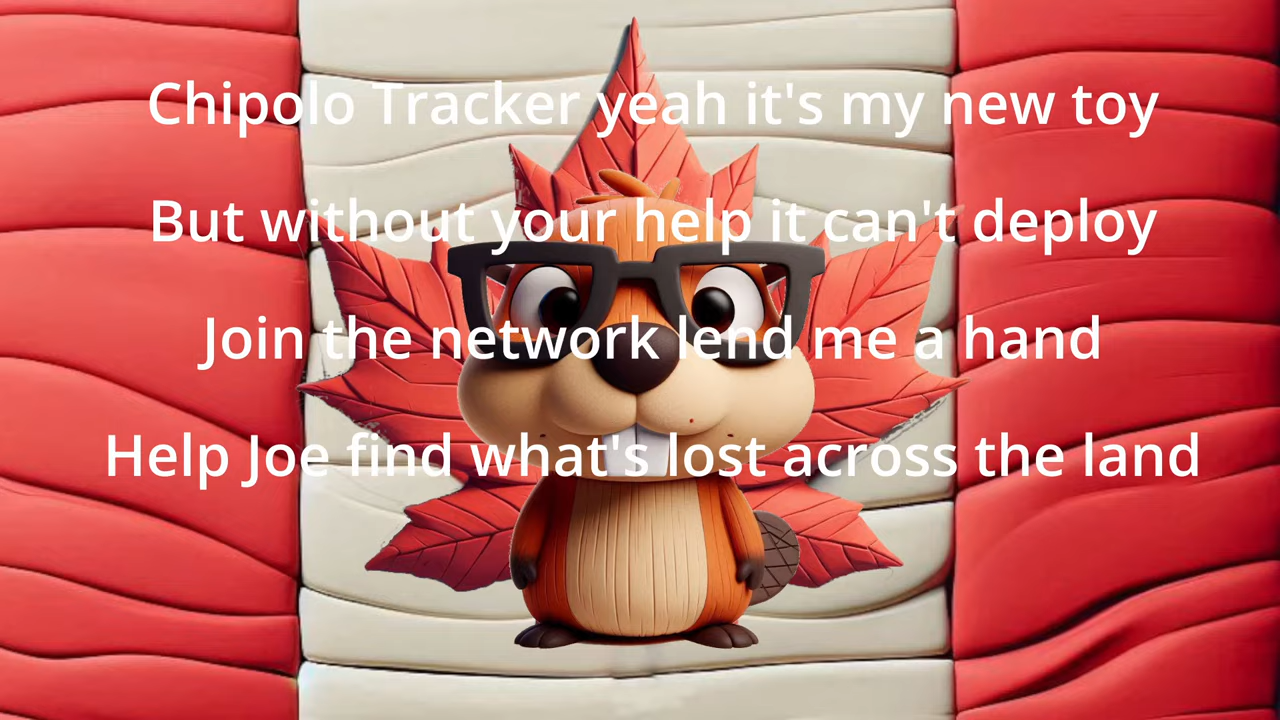 Chipolo Tracker yeah it's my new toy
But without your help it can't deploy
Join the network lend me a hand
Help Joe find what's lost across the land